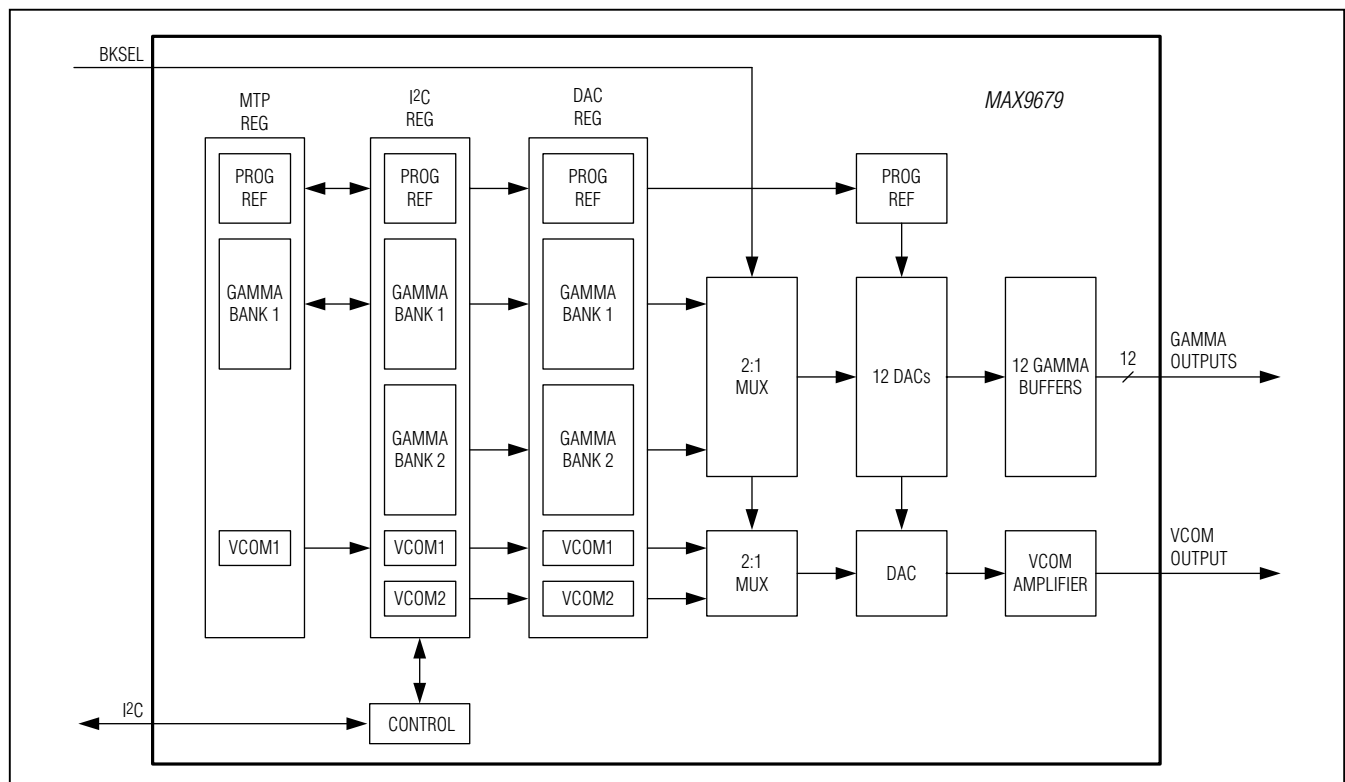 BKSEL
MAX9679
MTP
REG
I²C
REG
DAC
REG
PROG
REF
PROG
REF
PROG
REF
PROG
REF
GAMMA
BANK 1
GAMMA
BANK 1
GAMMA
BANK 1
2:1
MUX
12 DACs
12 GAMMA
BUFFERS
12
GAMMA
OUTPUTS
GAMMA
BANK 2
GAMMA
BANK 2
VCOM1
VCOM1
VCOM1
VCOM2
VCOM2
2:1
MUX
DAC
VCOM
AMPLIFIER
VCOM
OUTPUT
I²C
CONTROL